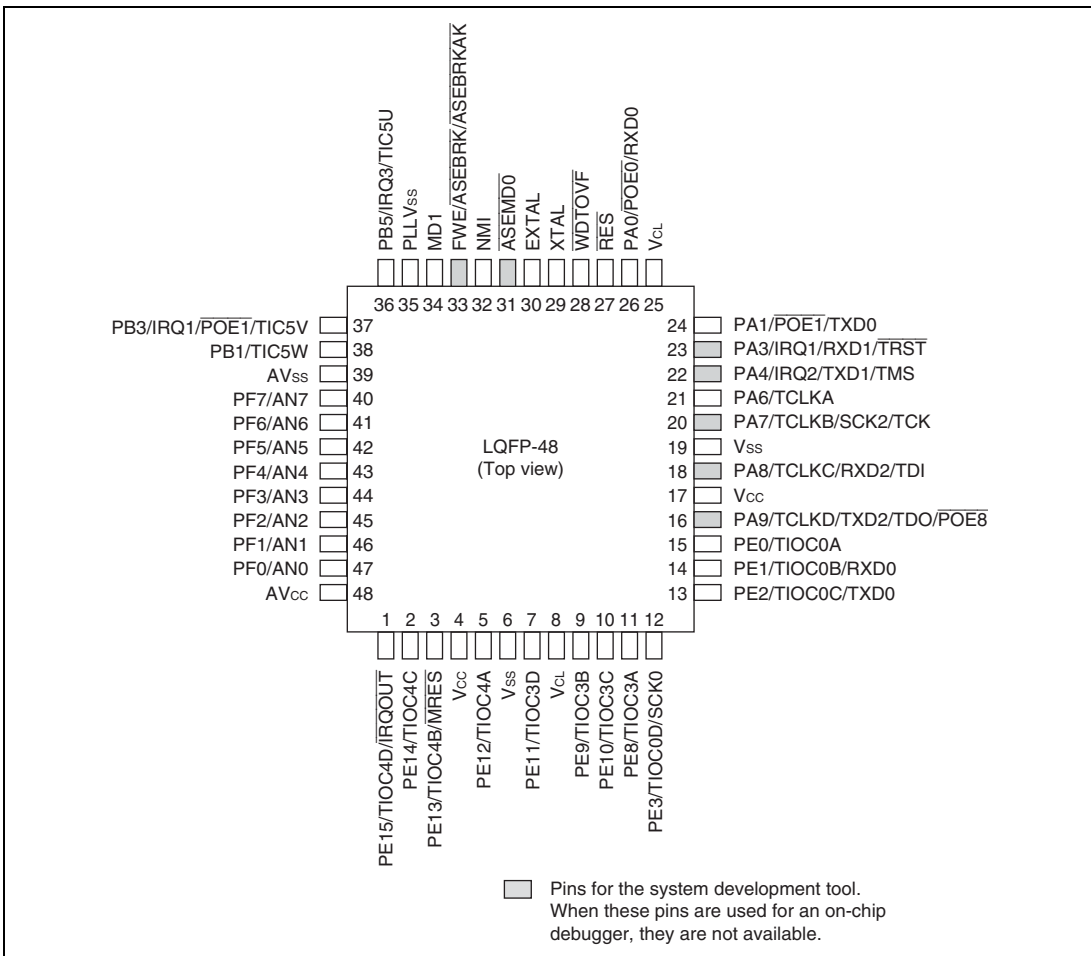 PB5/IRQ3/TIC5U
PLLVss
MD1
FWE/ASEBRK/ASEBRKAK
NMI
ASEMD0
EXTAL
XTAL
WDTOVF
RES
PA0/POE0/RXD0
VCL
36 35 34 33 32 31 30 29 28 27 26 25
PB3/IRQ1/POE1/TIC5V 37
PB1/TIC5W 38
AVss 39
PF7/AN7 40
PF6/AN6 41
PF5/AN5 42
PF4/AN4 43
PF3/AN3 44
PF2/AN2 45
PF1/AN1 46
PF0/AN0 47
AVcc 48
LQFP-48
(Top view)
24 PA1/POE1/TXD0
23 PA3/IRQ1/RXD1/TRST
22 PA4/IRQ2/TXD1/TMS
21 PA6/TCLKA
20 PA7/TCLKB/SCK2/TCK
19 Vss
18 PA8/TCLKC/RXD2/TDI
17 Vcc
16 PA9/TCLKD/TXD2/TDO/POE8
15 PE0/TIOC0A
14 PE1/TIOC0B/RXD0
13 PE2/TIOC0C/TXD0
1 2 3 4 5 6 7 8 9 10 11 12
PE15/TIOC4D/IRQOUT
PE14/TIOC4C
PE13/TIOC4B/MRES
Vcc
PE12/TIOC4A
Vss
PE11/TIOC3D
VCL
PE9/TIOC3B
PE10/TIOC3C
PE8/TIOC3A
PE3/TIOC0D/SCK0
Pins for the system development tool.
When these pins are used for an on-chip
debugger, they are not available.